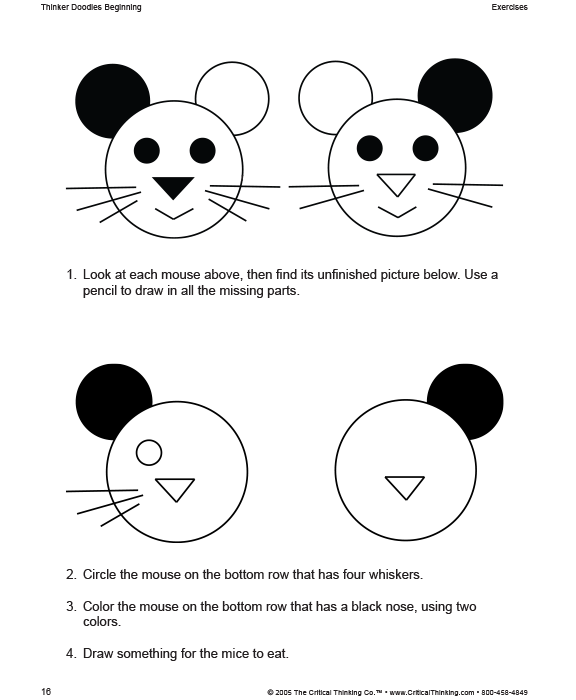 Thinker Doodles Beginning
Exercises
1. Look at each mouse above, then find its unfinished picture below. Use a
pencil to draw in all the missing parts.
2. Circle the mouse on the bottom row that has four whiskers.
3. Color the mouse on the bottom row that has a black nose, using two
colors.
4. Draw something for the mice to eat.
16
© 2005 The Critical Thinking Co.™ • www.CriticalThinking.com • 800-458-4849